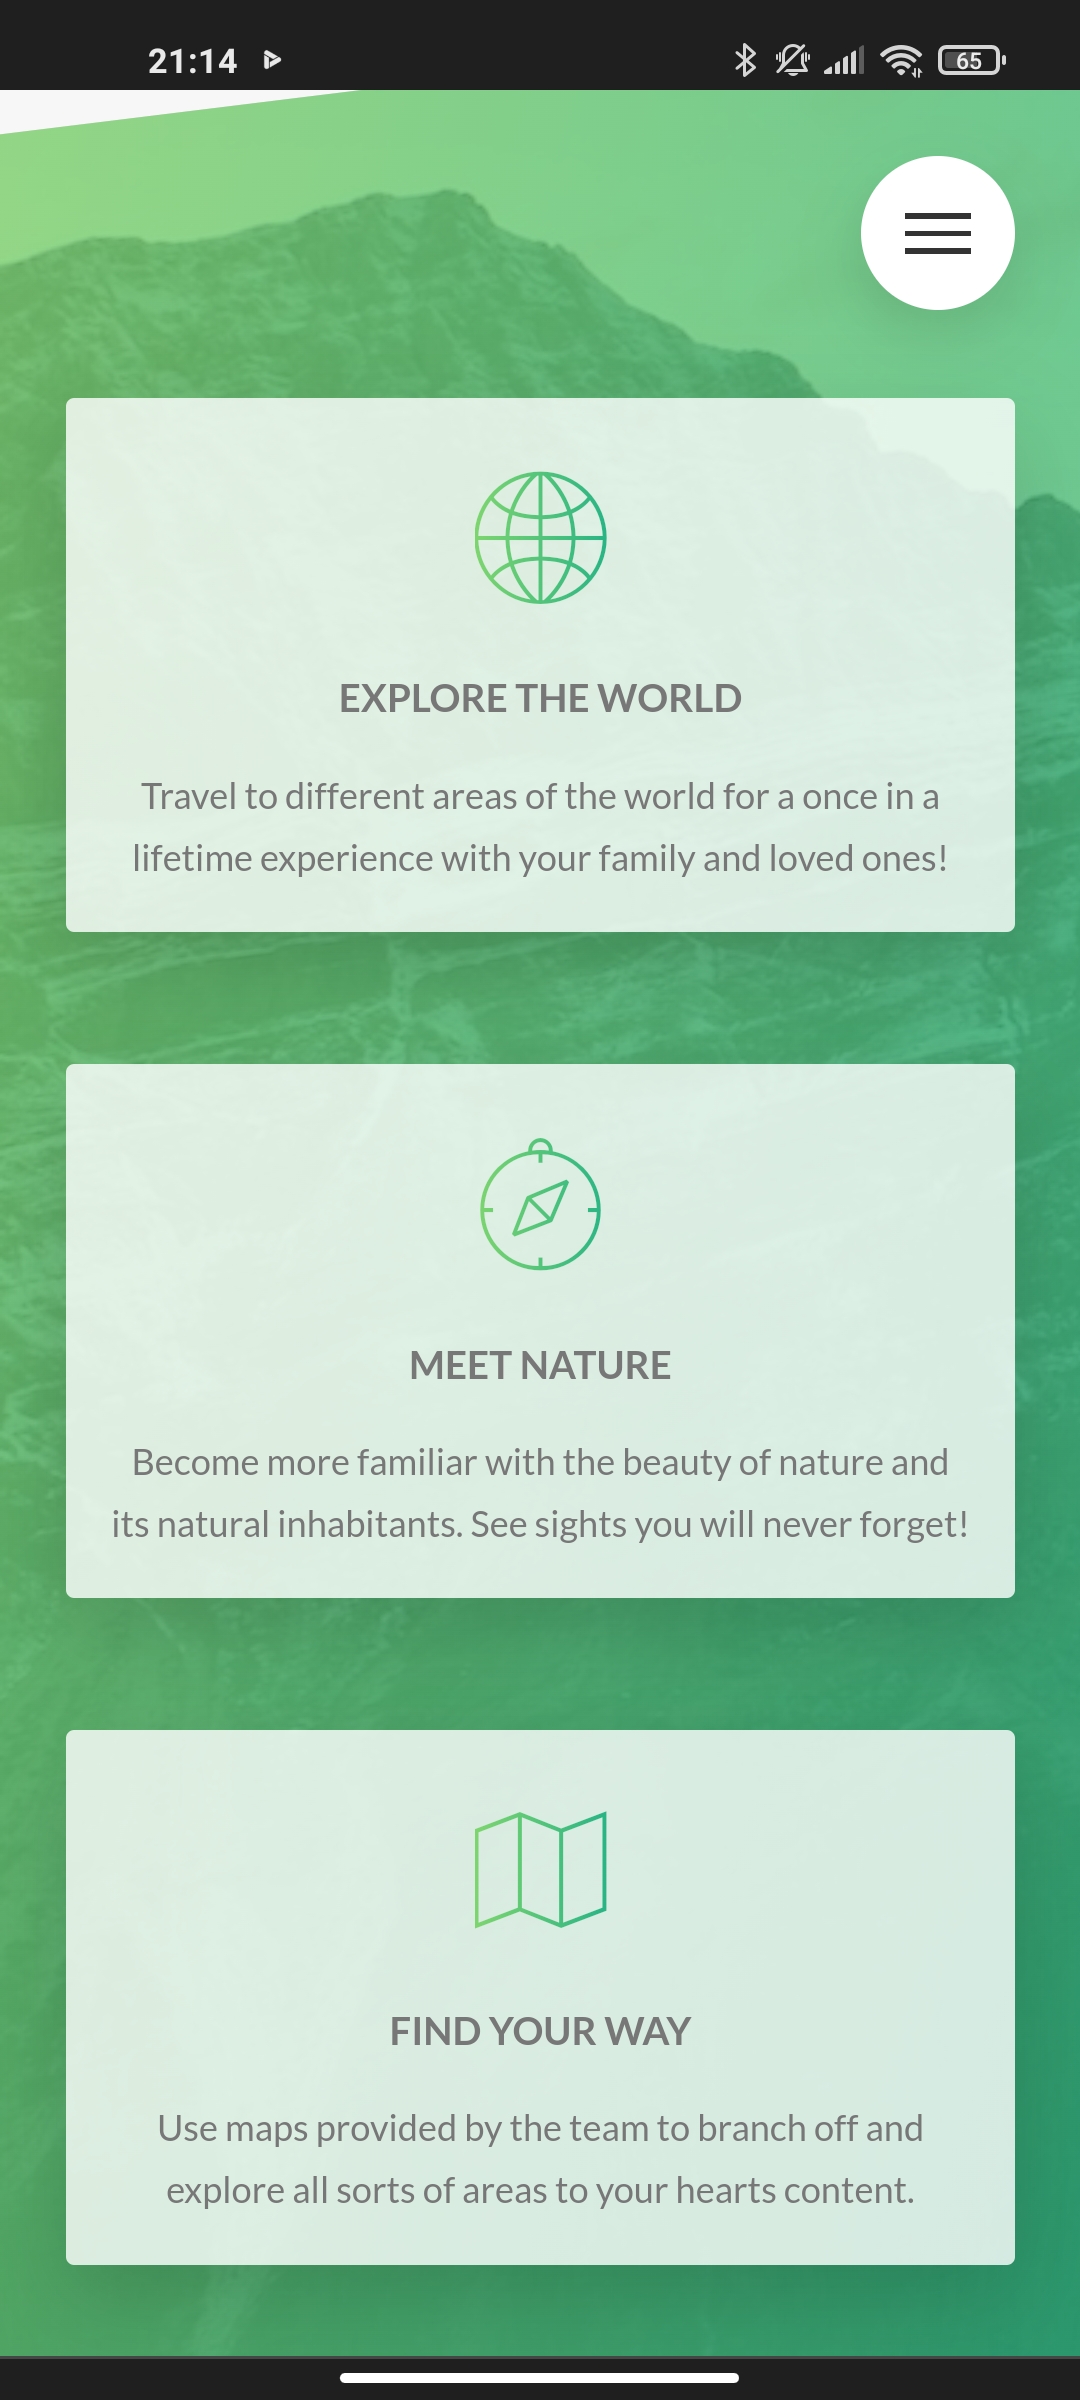 21:14
65
EXPLORE THE WORLD
Travel to different areas of the world for a once in a
lifetime experience with your family and loved ones!
MEET NATURE
Become more familiar with the beauty of nature and
its natural inhabitants. See sights you will never forget!
FIND YOUR WAY
Use maps provided by the team to branch off and
explore all sorts of areas to your hearts content.